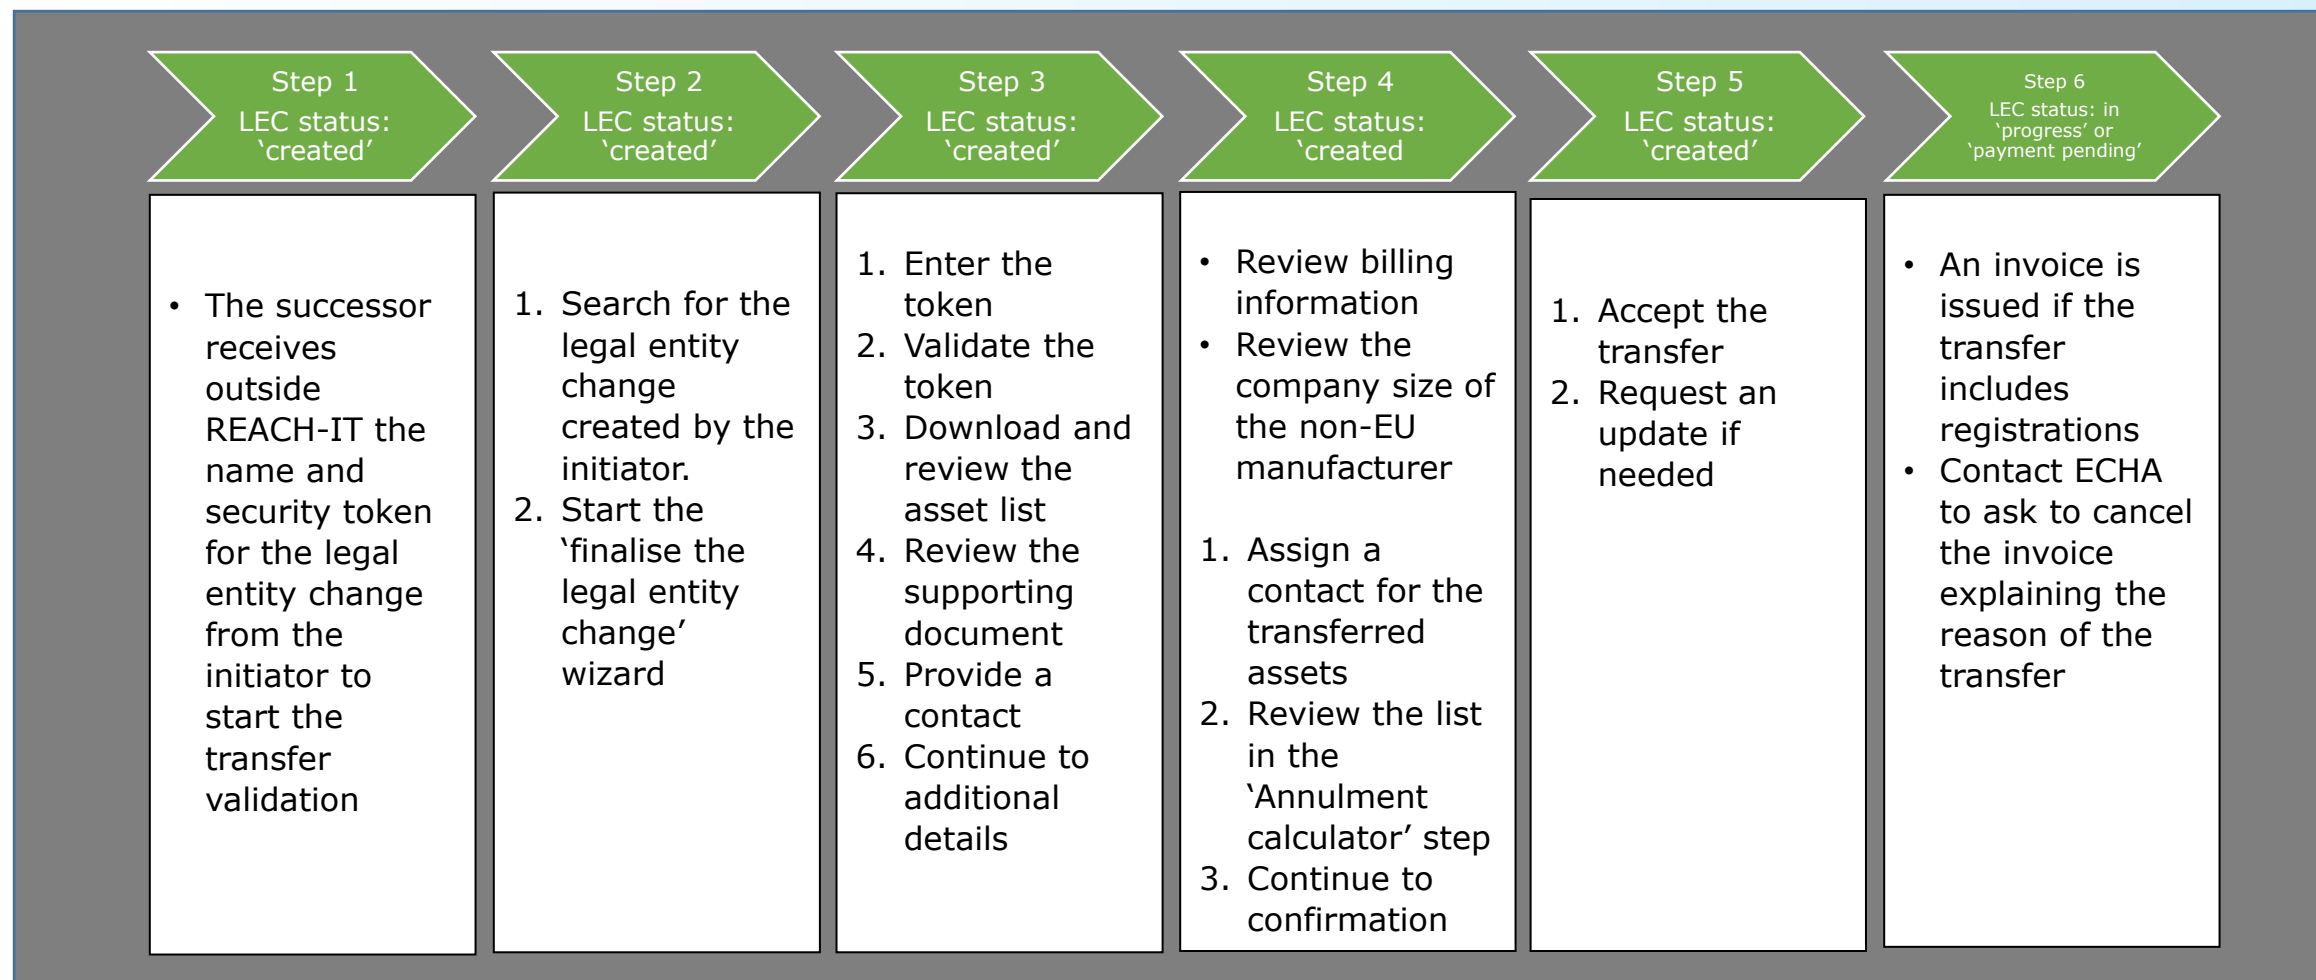 Step 1
LEC status:
‘created’
• The successor
receives
outside
REACH-IT the
name and
security token
for the legal
entity change
from the
initiator to
start the
transfer
validation
Step 2
LEC status:
‘created’
1. Search for the
legal entity
change
created by the
initiator.
2. Start the
‘finalise the
legal entity
change’
wizard
Step 3
LEC status:
‘created’
1. Enter the
token
2. Validate the
token
3. Download and
review the
asset list
4. Review the
supporting
document
5. Provide a
contact
6. Continue to
additional
details
Step 4
LEC status:
‘created
• Review billing
information
• Review the
company size of
the non-EU
manufacturer
1. Assign a
contact for the
transferred
assets
2. Review the list
in the
‘Annulment
calculator’ step
3. Continue to
confirmation
Step 5
LEC status:
‘created’
1. Accept the
transfer
2. Request an
update if
needed
Step 6
LEC status: in
‘progress’ or
‘payment pending’
• An invoice is
issued if the
transfer
includes
registrations
• Contact ECHA
to ask to cancel
the invoice
explaining the
reason of the
transfer